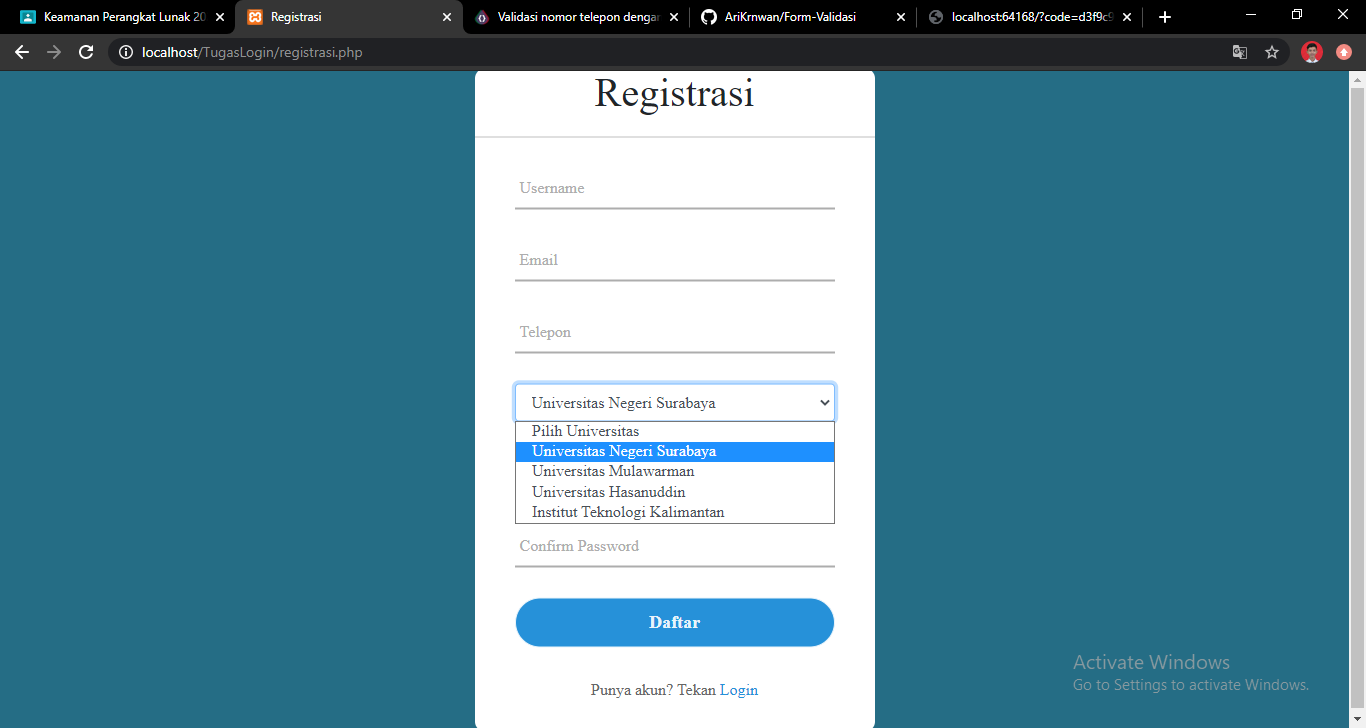 Keamanan Perangkat Lunak 20
Registrasi
Validasi nomor telepon dengan
AriKrnwan/Form-Validasi
localhost:64168/?code=d3f9c9
localhost/TugasLogin/registrasi.php
Registrasi
Username
Email
Telepon
Universitas Negeri Surabaya
Pilih Universitas
Universitas Negeri Surabaya
Universitas Mulawarman
Universitas Hasanuddin
Institut Teknologi Kalimantan
Confirm Password
Daftar
Punya akun? Tekan Login
Activate Windows
Go to Settings to activate Windows.